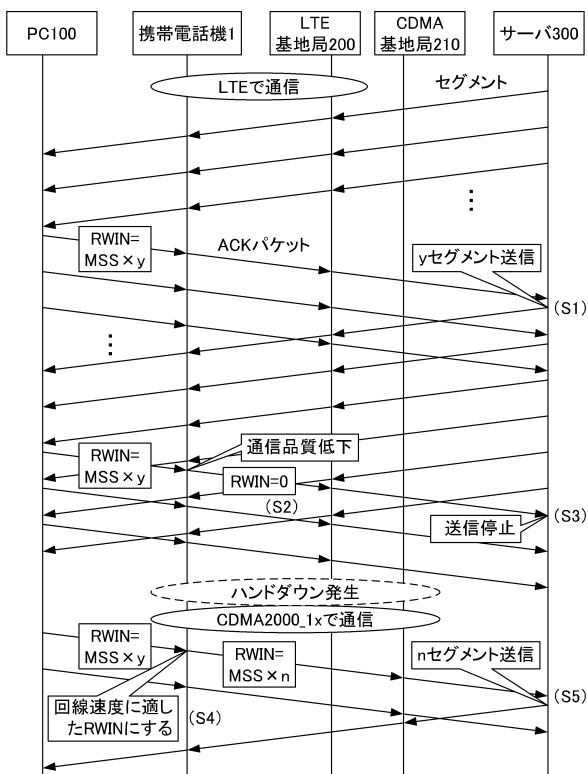 PC100
携帯電話機1
LTE
基地局200
CDMA
基地局210
サーバ300
LTEで通信
セグメント
…
RWIN=
MSS×y
ACKパケット
yセグメント送信
(S1)
…
RWIN=
MSS×y
通信品質低下
RWIN=0
(S2)
(S3)
送信停止
ハンドダウン発生
CDMA2000_1xで通信
RWIN=
MSS×y
RWIN=
MSS×n
nセグメント送信
(S5)
回線速度に適し
たRWINにする
(S4)